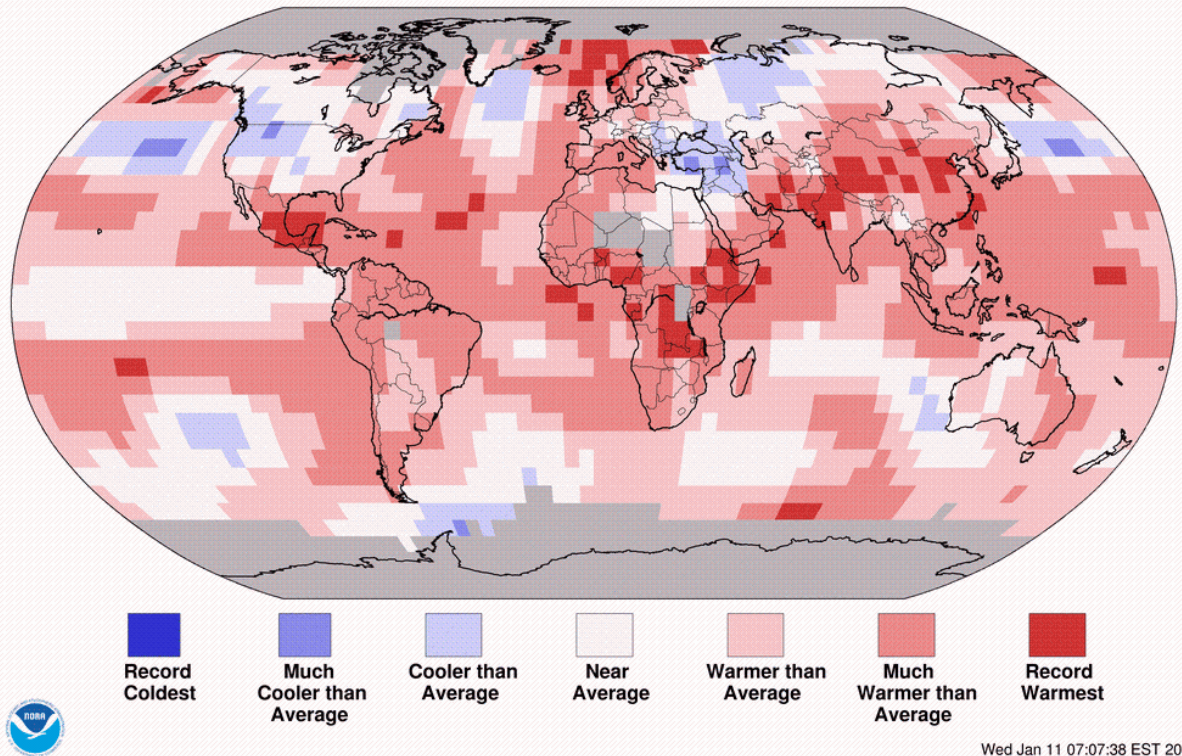 Record
Coldest
Much
Cooler than
Average
Cooler than
Average
Near
Average
Warmer than
Average
Much
Warmer than
Average
Record
Warmest
NOAA
Wed Jan 11 07:07:38 EST 20